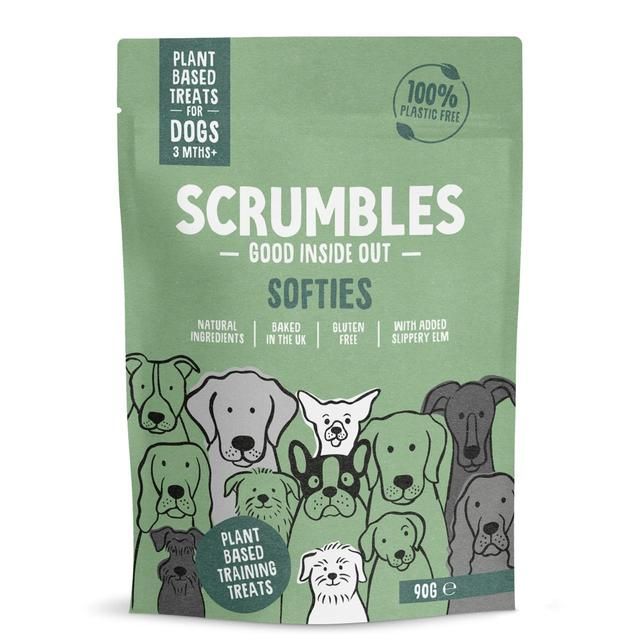 PLANT
BASED
TREATS
FOR
DOGS
3 MTHS+
100%
PLASTIC FREE
SCRUMBLES
— GOOD INSIDE OUT —
SOFTIES
NATURAL INGREDIENTS | BAKED IN THE UK | GLUTEN FREE | WITH ADDED SLIPPERY ELM
PLANT
BASED
TRAINING
TREATS
90G ℮